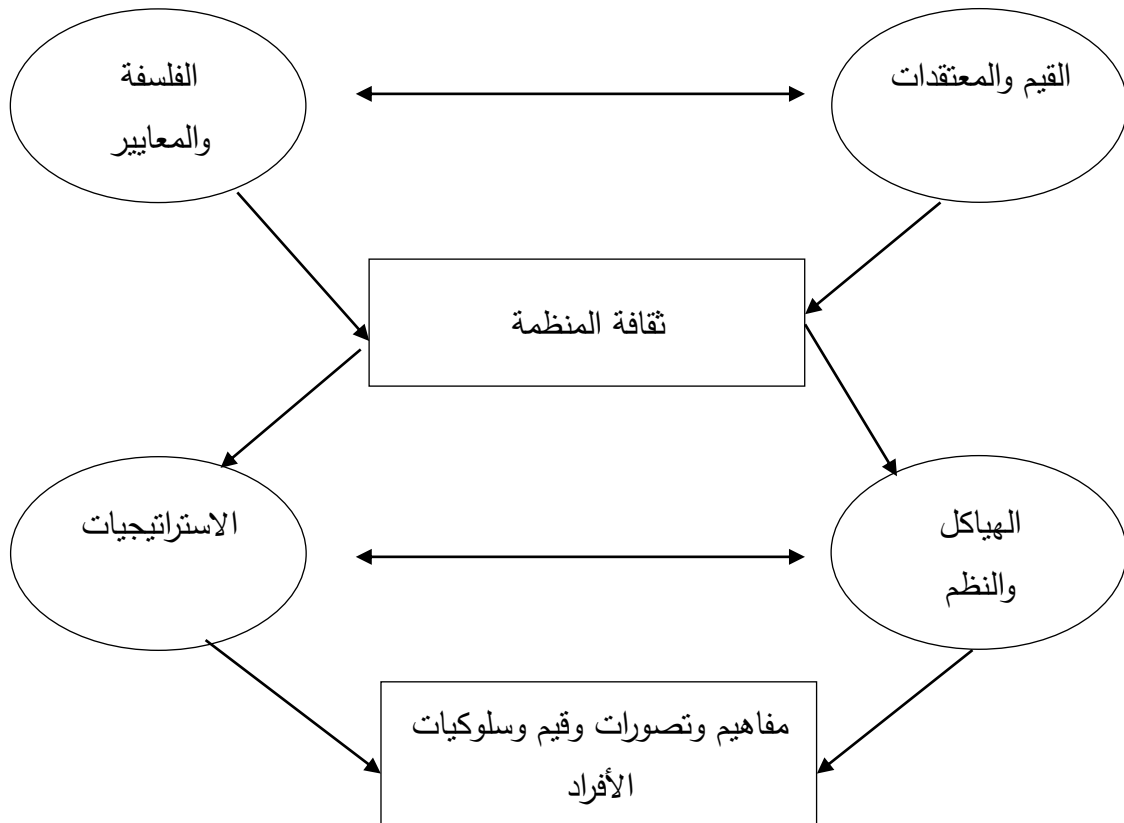 القيم والمعتقدات
الفلسفة
والمعايير
ثقافة المنظمة
الهياكل
والنظم
الاستراتيجيات
مفاهيم وتصورات وقيم وسلوكيات
الأفراد